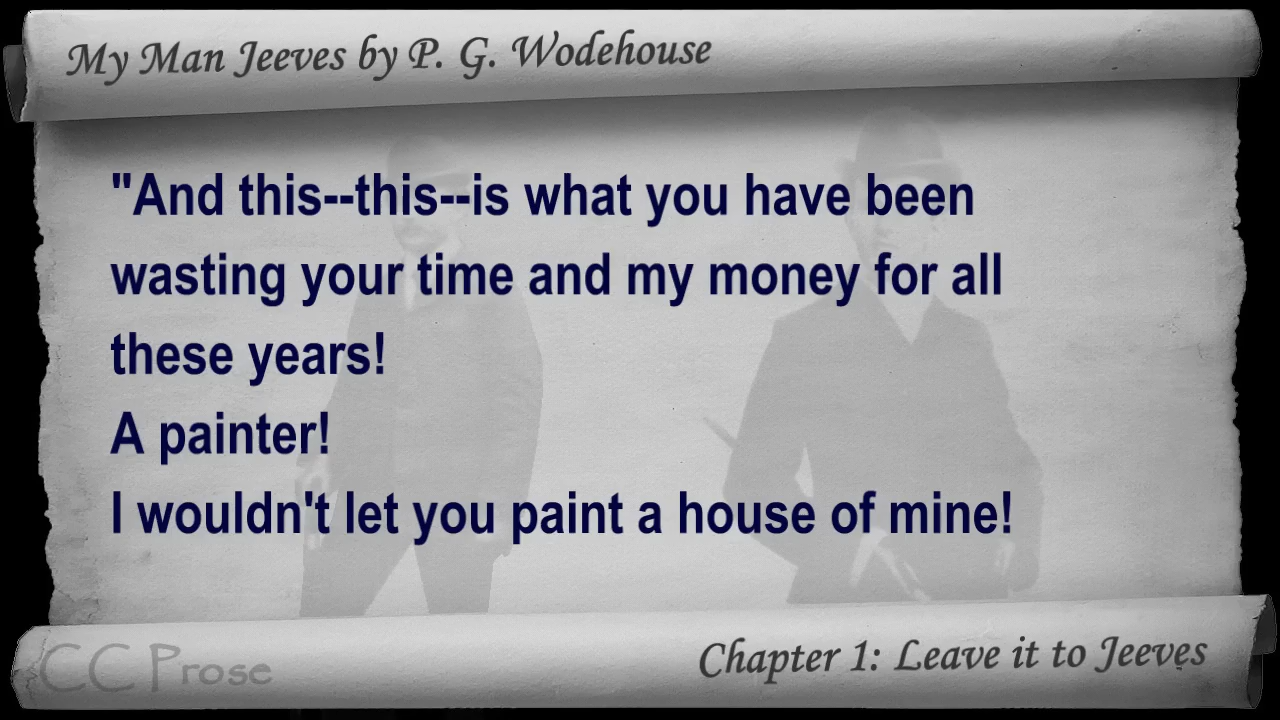 My Man Jeeves by P. G. Wodehouse
"And this--this--is what you have been
wasting your time and my money for all
these years!
A painter!
I wouldn't let you paint a house of mine!
CC Prose
Chapter 1: Leave it to Jeeves